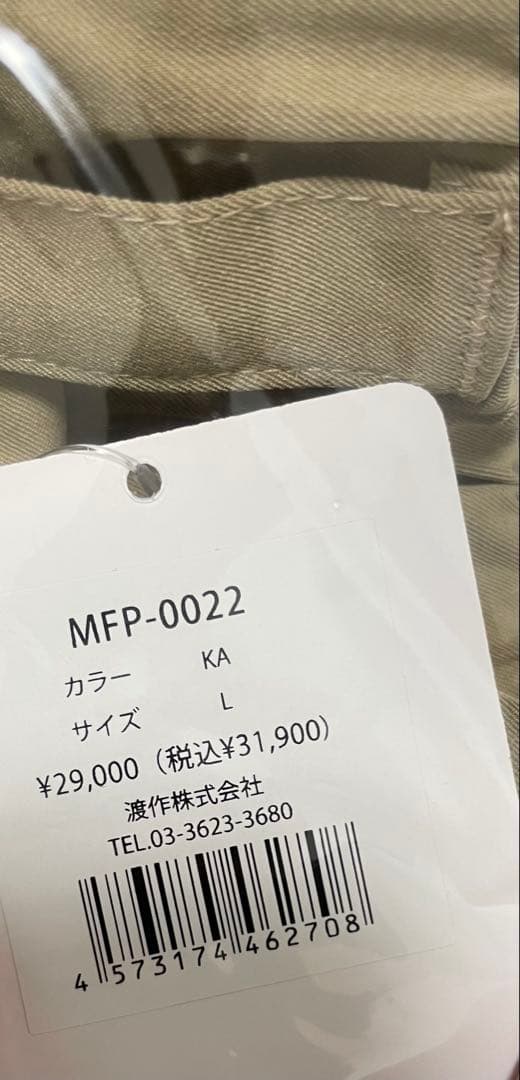 MFP-0022
カラー KA
サイズ L
¥29,000（税込¥31,900）
渡作株式会社
TEL.03-3623-3680
4 573174 462708